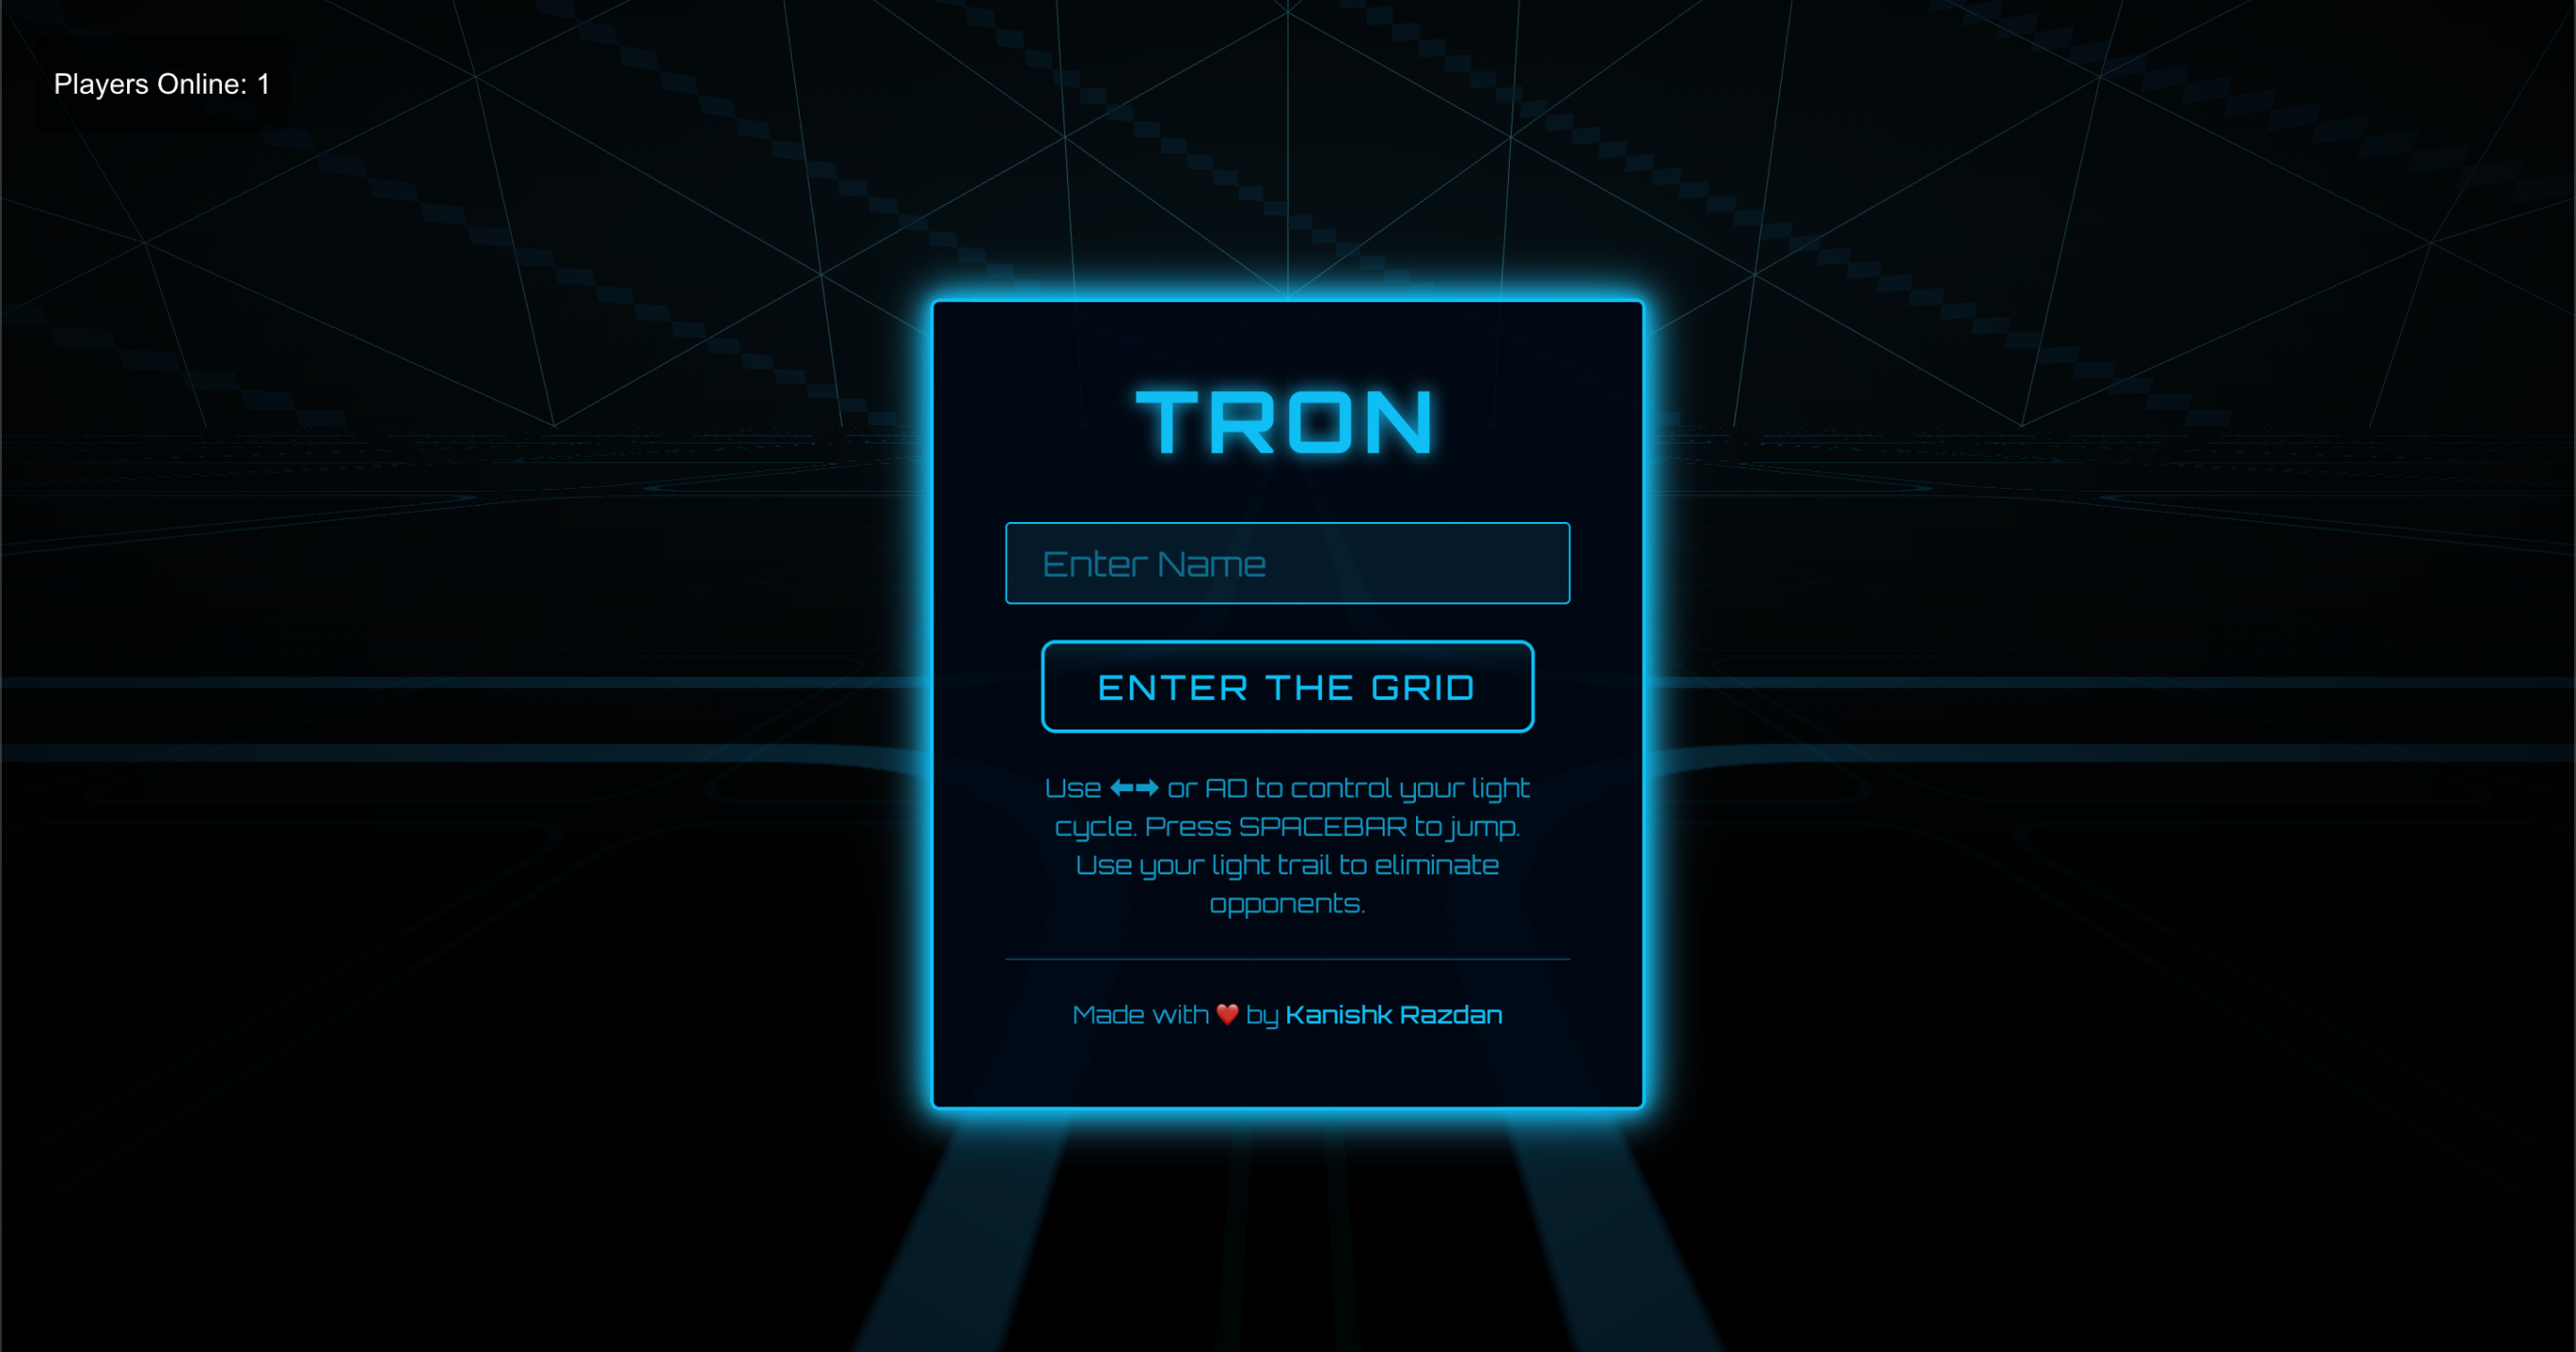 Players Online: 1
TRON
Enter Name
ENTER THE GRID
Use ⬅➡ or AD to control your light
cycle. Press SPACEBAR to jump.
Use your light trail to eliminate
opponents.
Made with ❤️ by Kanishk Razdan